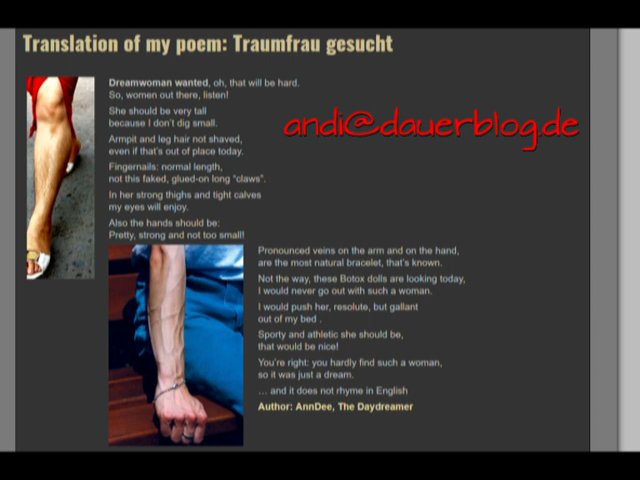 Translation of my poem: Traumfrau gesucht
Dreamwoman wanted, oh, that will be hard.
So, women out there, listen!
andi@dauerblog.de
She should be very tall
because I don't dig small.
Armpit and leg hair not shaved,
even if that's out of place today.
Fingernails: normal length,
not this faked, glued-on long "claws".
In her strong thighs and tight calves
my eyes will enjoy.
Also the hands should be:
Pretty, strong and not too small!
Pronounced veins on the arm and on the hand,
are the most natural bracelet, that's known.
Not the way, these Botox dolls are looking today,
I would never go out with such a woman.
I would push her, resolute, but gallant
out of my bed .
Sporty and athletic she should be,
that would be nice!
You're right: you hardly find such a woman,
so it was just a dream.
… and it does not rhyme in English
Author: AnnDee, The Daydreamer